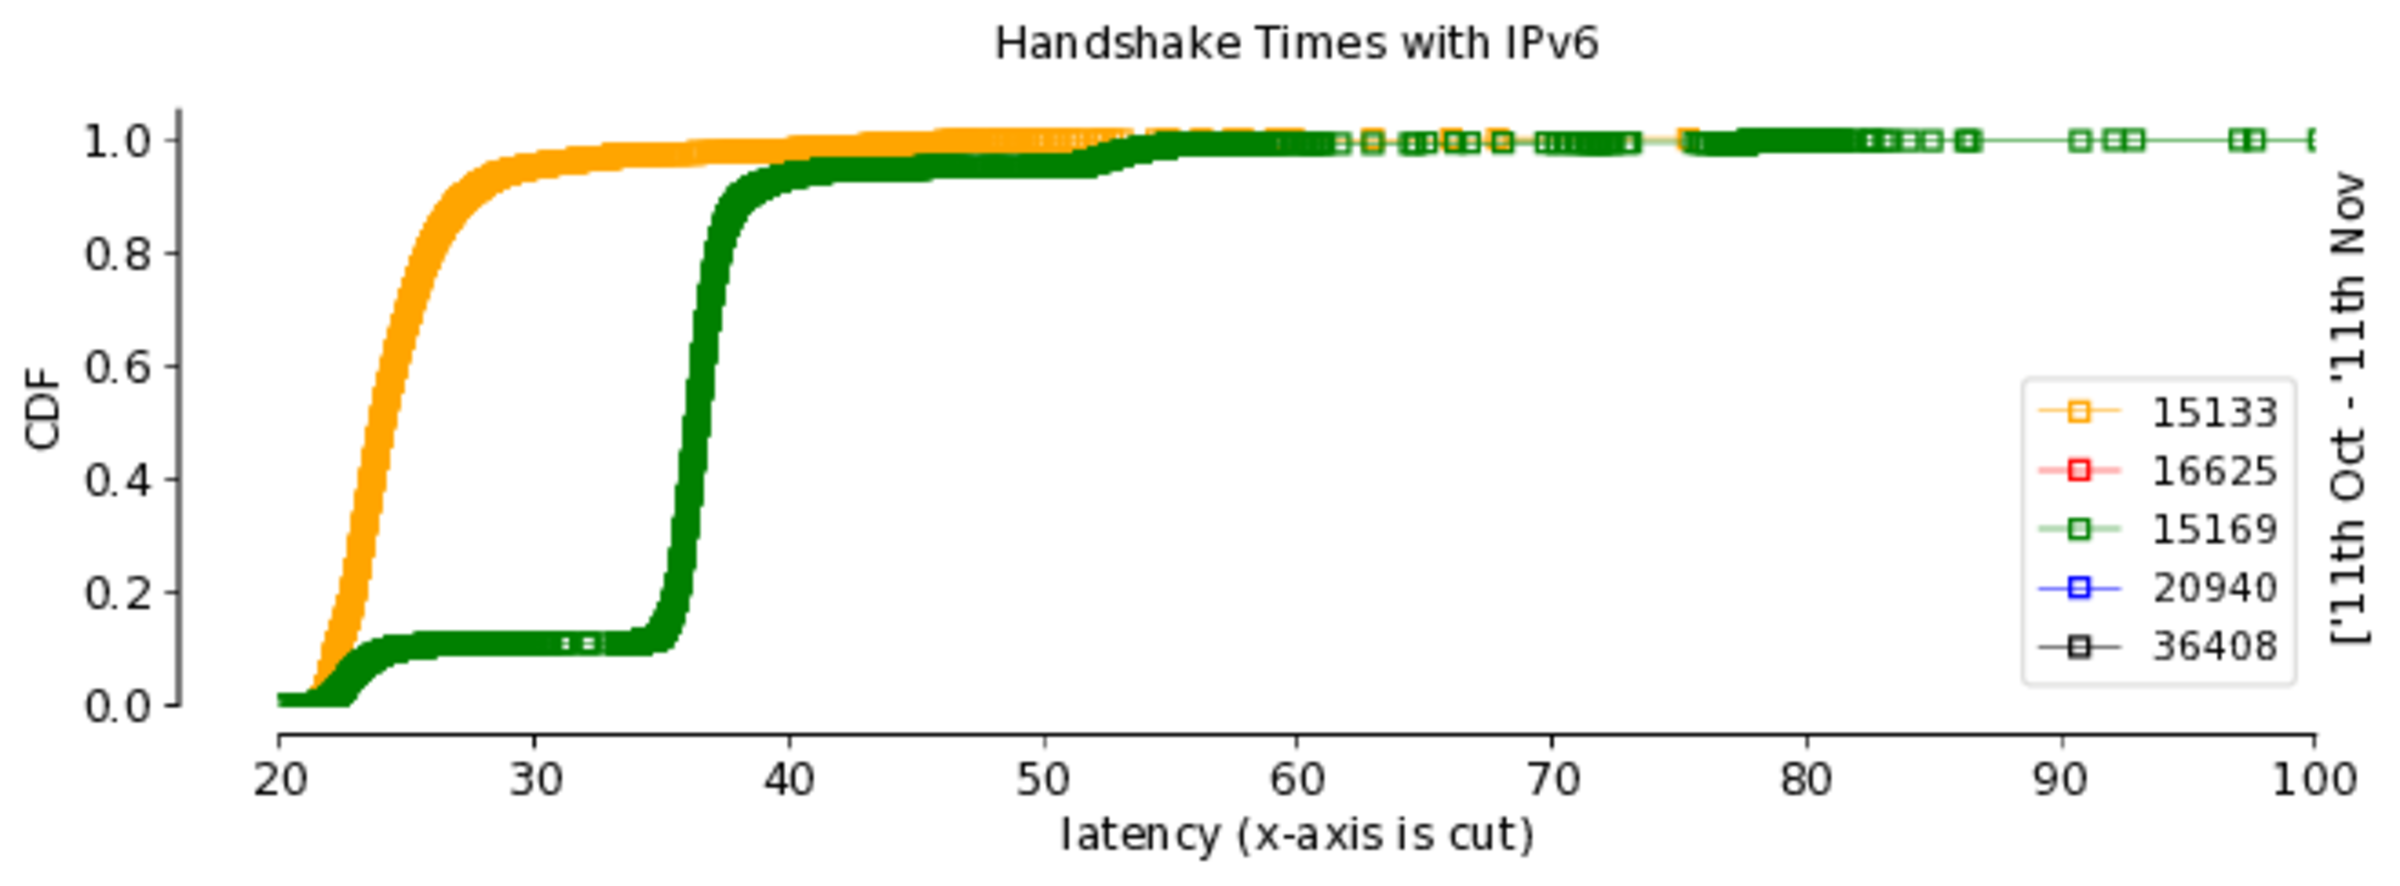 Handshake Times with IPv6
1.0
0.8
0.6
0.4
0.2
0.0
CDF
20 30 40 50 60 70 80 90 100
latency (x-axis is cut)
15133
16625
15169
20940
36408
['11th Oct - '11th Nov